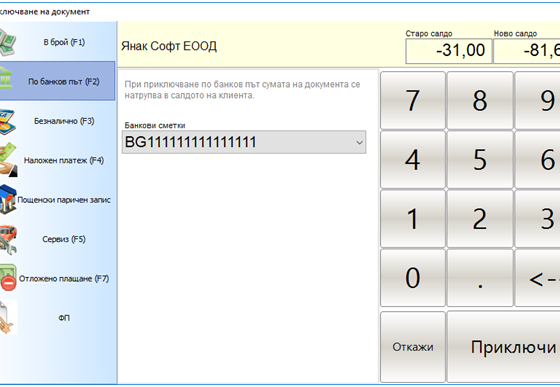 ключване на документ
В брой (F1)
По банков път (F2)
Безналично (F3)
Наложен платеж (F4)
Пощенски паричен запис
Сервиз (F5)
Отложено плащане (F7)
ФП
Янак Софт ЕООД
Старо салдо
Ново салдо
-31,00
-81,6
При приключване по банков път сумата на документа се
натрупва в салдото на клиента.
Банкови сметки
BG111111111111111
7 8 9
4 5 6
1 2 3
0 . <-
Откажи
Приключи